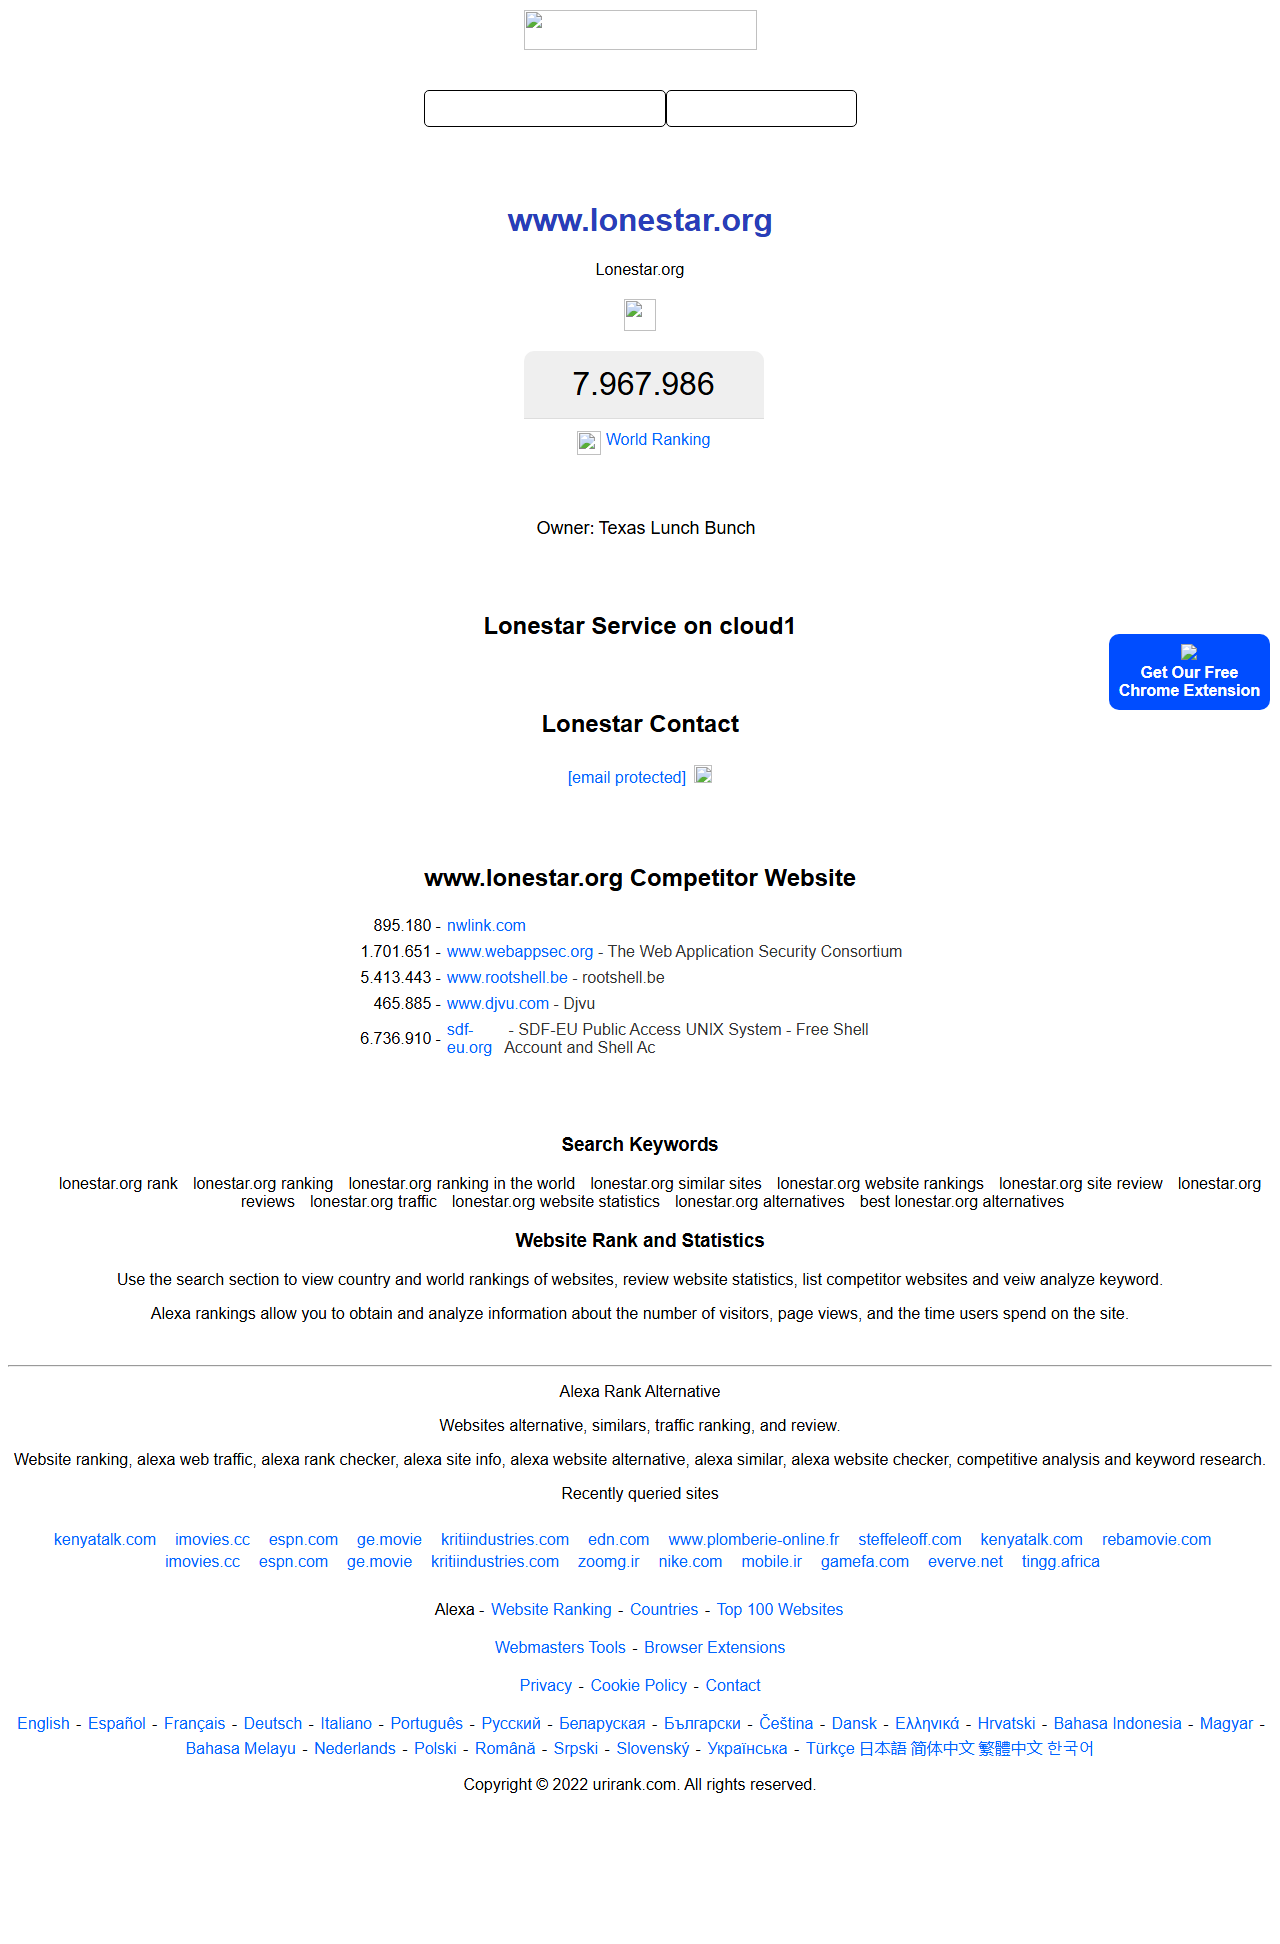 www.lonestar.org
Lonestar.org
7.967.986
World Ranking
Owner: Texas Lunch Bunch
Lonestar Service on cloud1
Get Our Free
Chrome Extension
Lonestar Contact
[email protected]
www.lonestar.org Competitor Website
895.180 - nwlink.com
1.701.651 - www.webappsec.org - The Web Application Security Consortium
5.413.443 - www.rootshell.be - rootshell.be
465.885 - www.djvu.com - Djvu
6.736.910 - sdf-eu.org - SDF-EU Public Access UNIX System - Free Shell
Account and Shell Ac
Search Keywords
lonestar.org rank lonestar.org ranking lonestar.org ranking in the world lonestar.org similar sites lonestar.org website rankings lonestar.org site review lonestar.org
reviews lonestar.org traffic lonestar.org website statistics lonestar.org alternatives best lonestar.org alternatives
Website Rank and Statistics
Use the search section to view country and world rankings of websites, review website statistics, list competitor websites and veiw analyze keyword.
Alexa rankings allow you to obtain and analyze information about the number of visitors, page views, and the time users spend on the site.
Alexa Rank Alternative
Websites alternative, similars, traffic ranking, and review.
Website ranking, alexa web traffic, alexa rank checker, alexa site info, alexa website alternative, alexa similar, alexa website checker, competitive analysis and keyword research.
Recently queried sites
kenyatalk.com imovies.cc espn.com ge.movie kritiindustries.com edn.com www.plomberie-online.fr steffeleoff.com kenyatalk.com rebamovie.com
imovies.cc espn.com ge.movie kritiindustries.com zoomg.ir nike.com mobile.ir gamefa.com everve.net tingg.africa
Alexa - Website Ranking - Countries - Top 100 Websites
Webmasters Tools - Browser Extensions
Privacy - Cookie Policy - Contact
English - Español - Français - Deutsch - Italiano - Português - Русский - Беларуская - Български - Čeština - Dansk - Ελληνικά - Hrvatski - Bahasa Indonesia - Magyar -
Bahasa Melayu - Nederlands - Polski - Română - Srpski - Slovenský - Українська - Türkçe 日本語 简体中文 繁體中文 한국어
Copyright © 2022 urirank.com. All rights reserved.